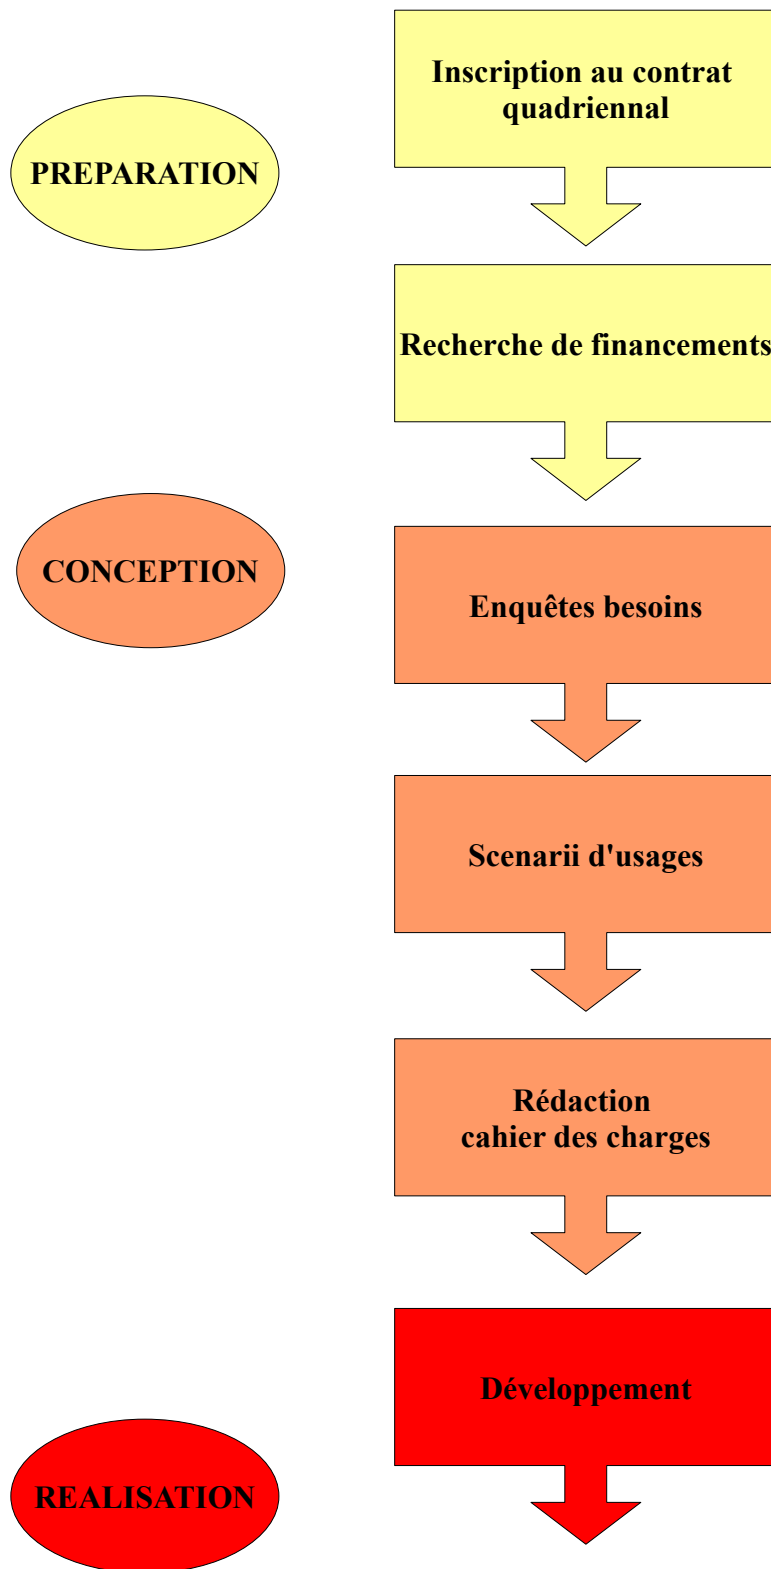 Inscription au contrat
quadriennal
PREPARATION
Recherche de financements
CONCEPTION
Enquêtes besoins
Scenarii d'usages
Rédaction
cahier des charges
Développement
REALISATION